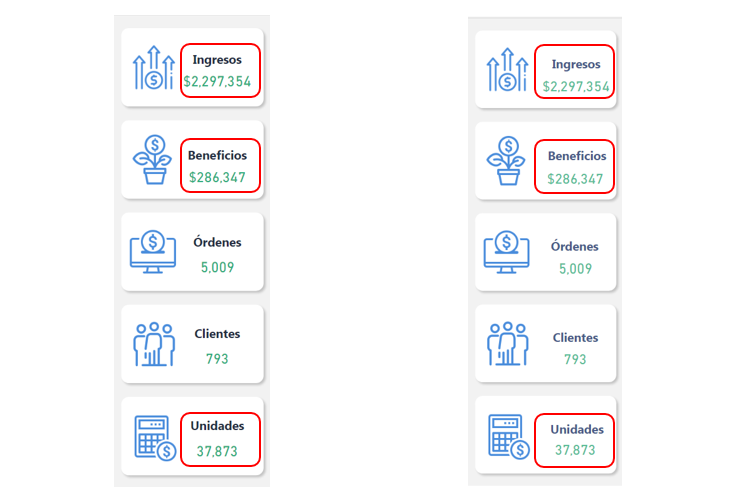 Ingresos
$2,297,354
Beneficios
$286,347
Órdenes
5,009
Clientes
793
Unidades
37,873
Ingresos
$2,297,354
Beneficios
$286,347
Órdenes
5,009
Clientes
793
Unidades
37,873